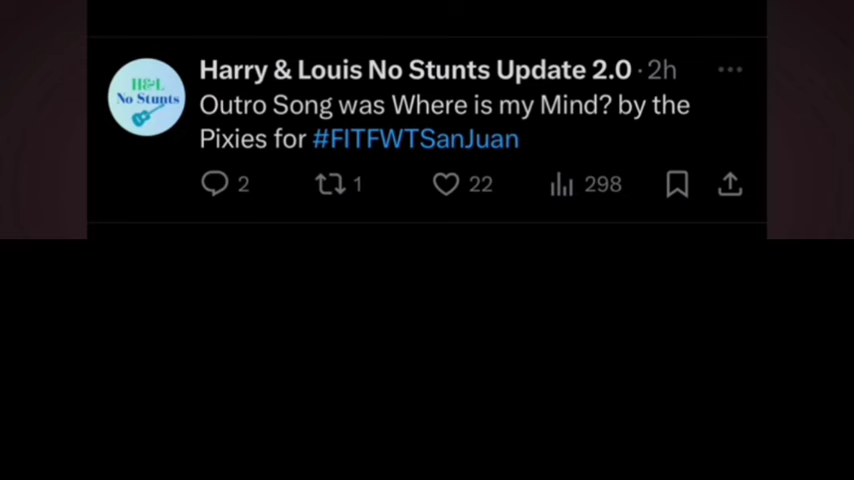 H&L
No Stunts
Harry & Louis No Stunts Update 2.0 · 2h
Outro Song was Where is my Mind? by the
Pixies for #FITFWTSanJuan
2 1 22 298